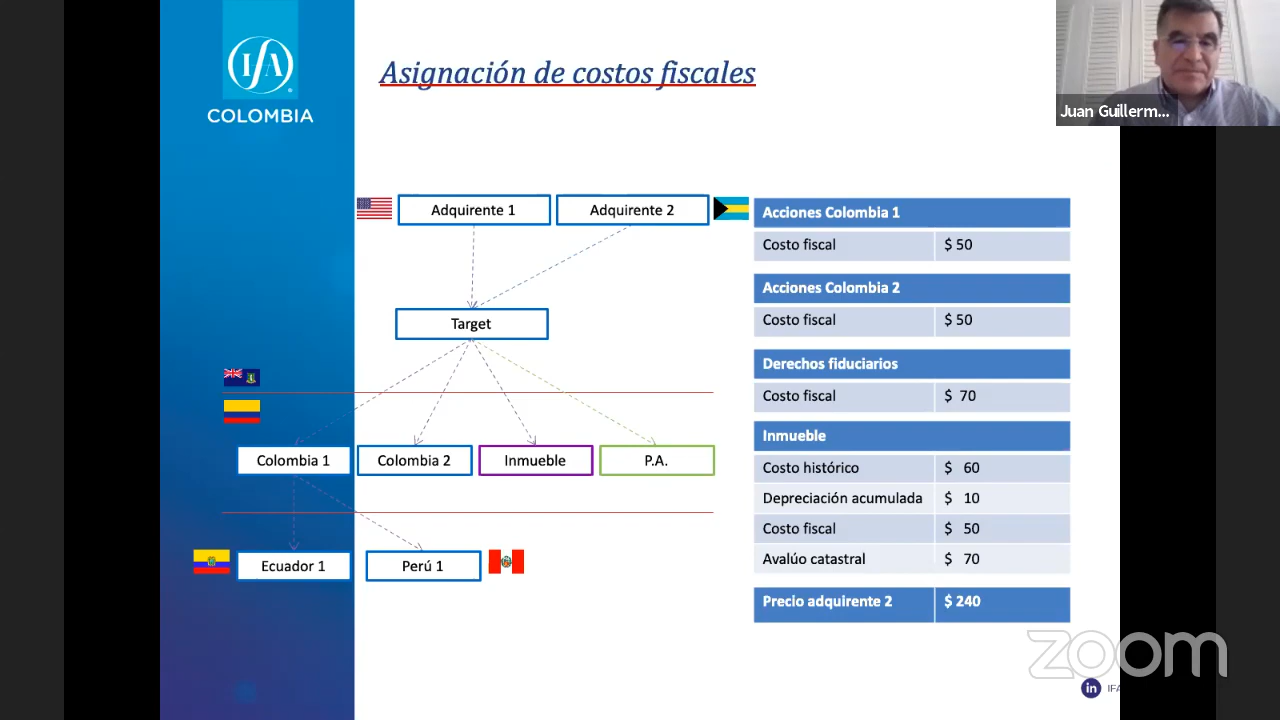 IFA
COLOMBIA
Asignación de costos fiscales
Juan Guillerm...
Adquirente 1
Adquirente 2
Target
Colombia 1
Colombia 2
Inmueble
P.A.
Ecuador 1
Perú 1
Acciones Colombia 1
Costo fiscal $ 50
Acciones Colombia 2
Costo fiscal $ 50
Derechos fiduciarios
Costo fiscal $ 70
Inmueble
Costo histórico $ 60
Depreciación acumulada $ 10
Costo fiscal $ 50
Avalúo catastral $ 70
Precio adquirente 2 $ 240
zoom
in IFA